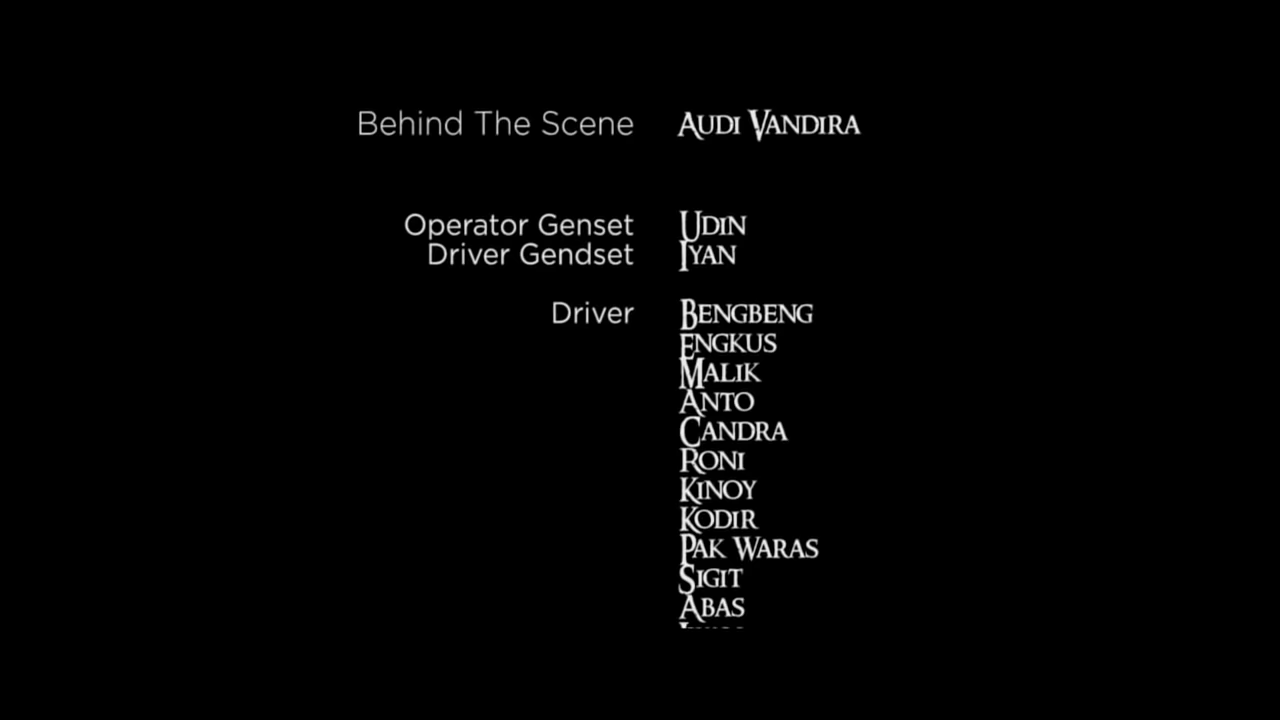 Behind The Scene Audi Vandira
Operator Genset Udin
Driver Gendset Iyan
Driver Bengbeng
Engkus
Malik
Anto
Candra
Roni
Kinoy
Kodir
Pak Waras
Sigit
Abas